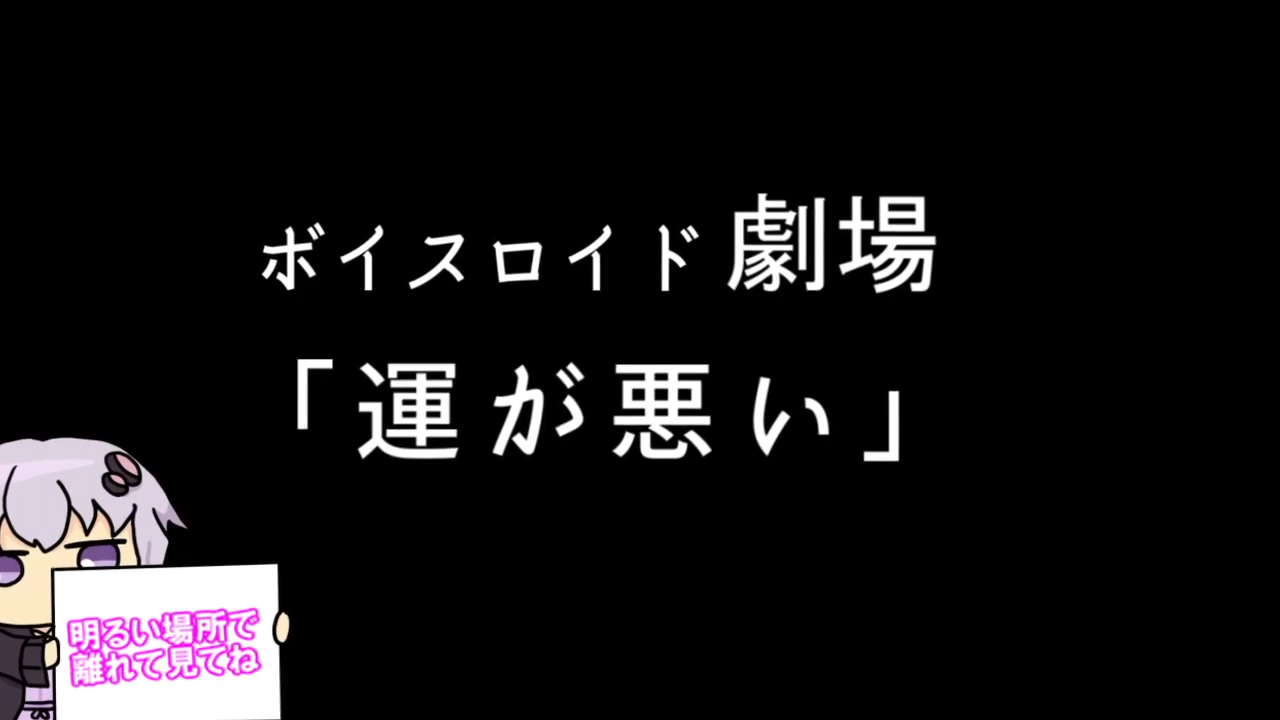 ボイスロイド劇場
「運が悪い」
明るい場所で
離れて見てね